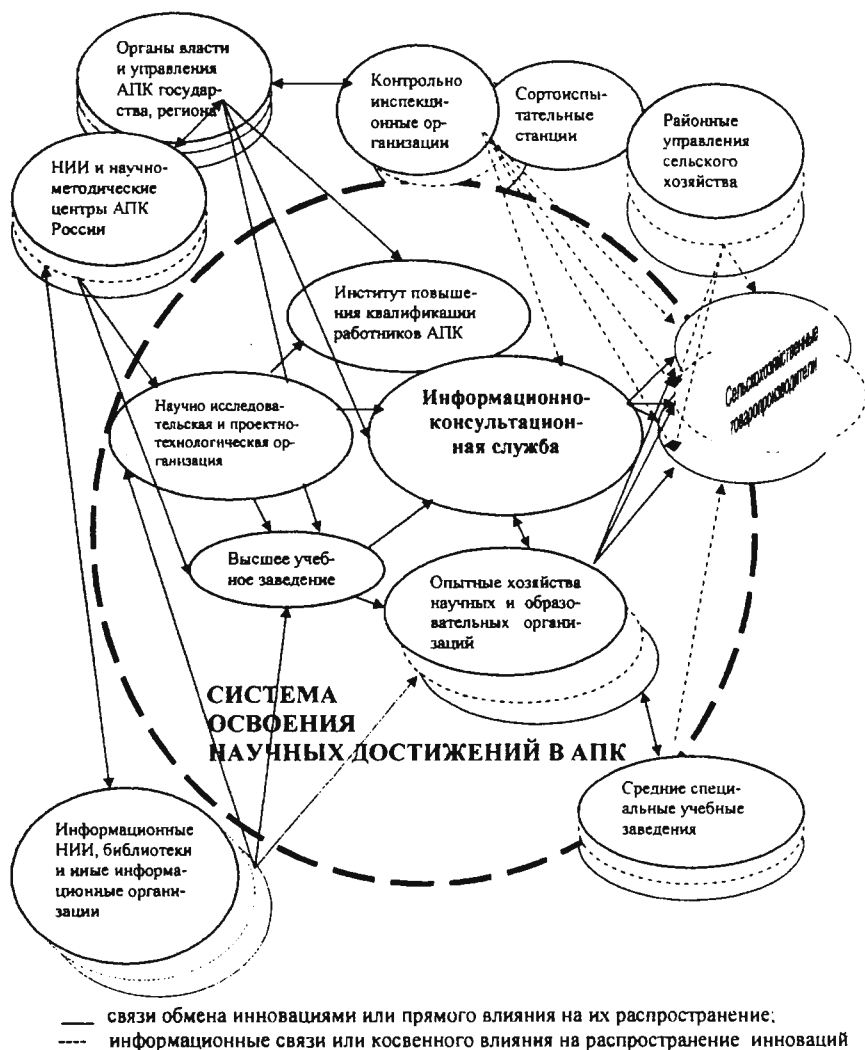 Органы власти
и управления
АПК государ-
ства, региона
Контрольно
инспекци-
онные ор-
ганизации
Сортоиспы-
тательные
станции
Районные
управления
сельского
хозяйства
НИИ и научно-
методические
центры АПК
России
Институт повыше-
ния квалификации
работников АПК
Сельскохозяйственные
товаропроизводители
Научно исследова-
тельская и проектно-
технологическая ор-
ганизация
Информационно-
консультацион-
ная служба
Высшее учеб-
ное заведение
Опытные хозяйства
научных и образо-
вательных органи-
заций
СИСТЕМА
ОСВОЕНИЯ
НАУЧНЫХ ДОСТИЖЕНИЙ В АПК
Средние специ-
альные учебные
заведения
Информационные
НИИ, библиотеки
и иные информа-
ционные органи-
зации
связи обмена инновациями или прямого влияния на их распространение;
информационные связи или косвенного влияния на распространение инноваций